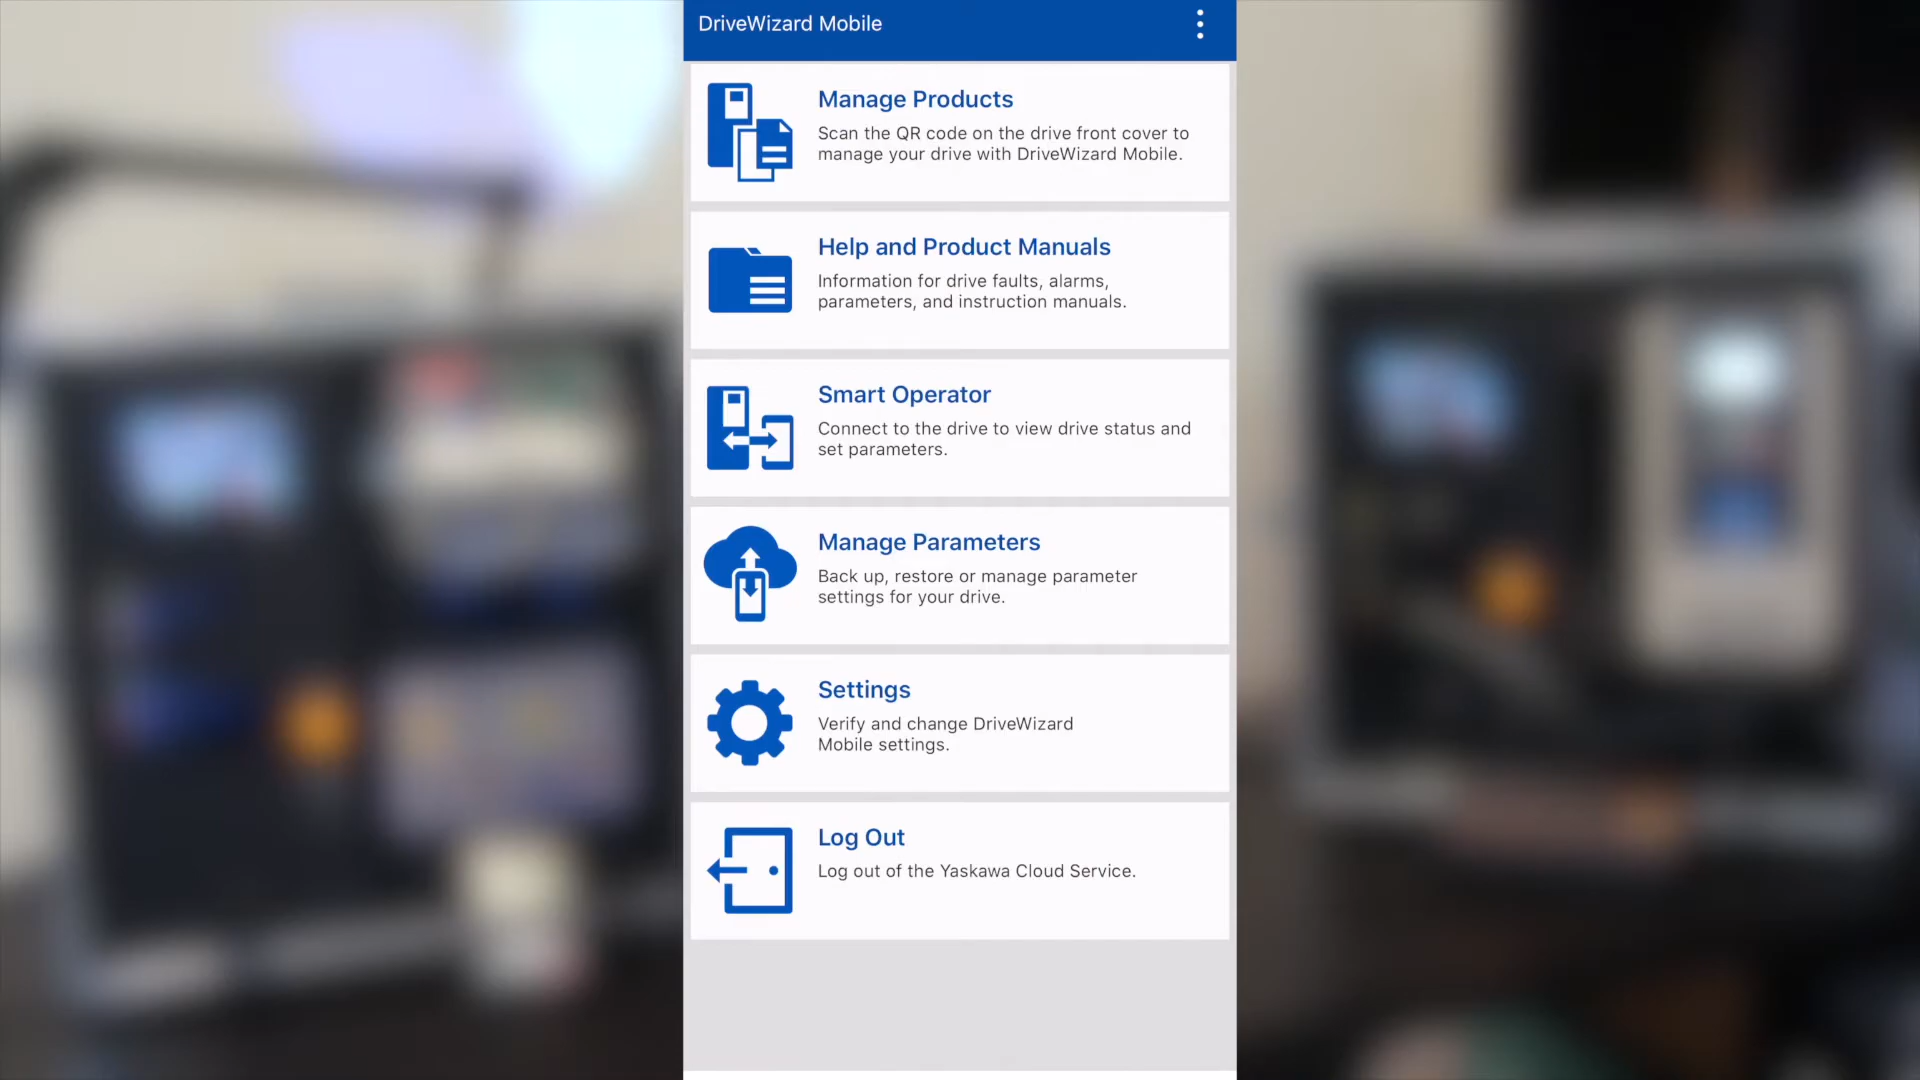 DriveWizard Mobile
Manage Products
Scan the QR code on the drive front cover to
manage your drive with DriveWizard Mobile.
Help and Product Manuals
Information for drive faults, alarms,
parameters, and instruction manuals.
Smart Operator
Connect to the drive to view drive status and
set parameters.
Manage Parameters
Back up, restore or manage parameter
settings for your drive.
Settings
Verify and change DriveWizard
Mobile settings.
Log Out
Log out of the Yaskawa Cloud Service.